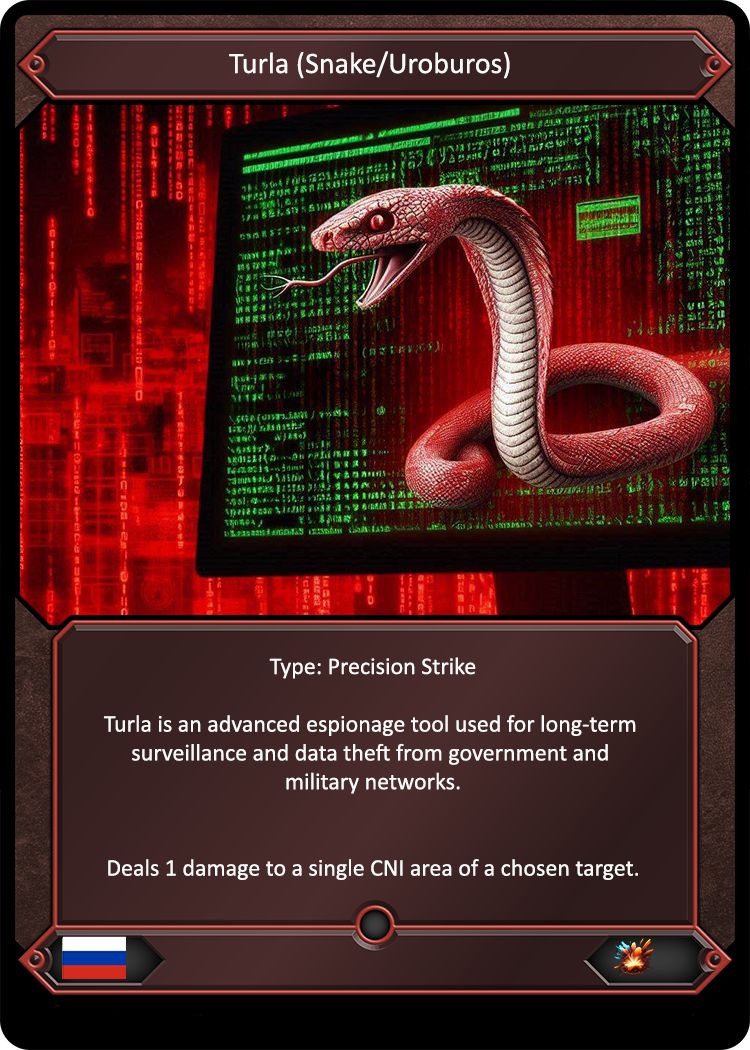 Turla (Snake/Uroburos)
Type: Precision Strike
Turla is an advanced espionage tool used for long-term
surveillance and data theft from government and
military networks.
Deals 1 damage to a single CNI area of a chosen target.